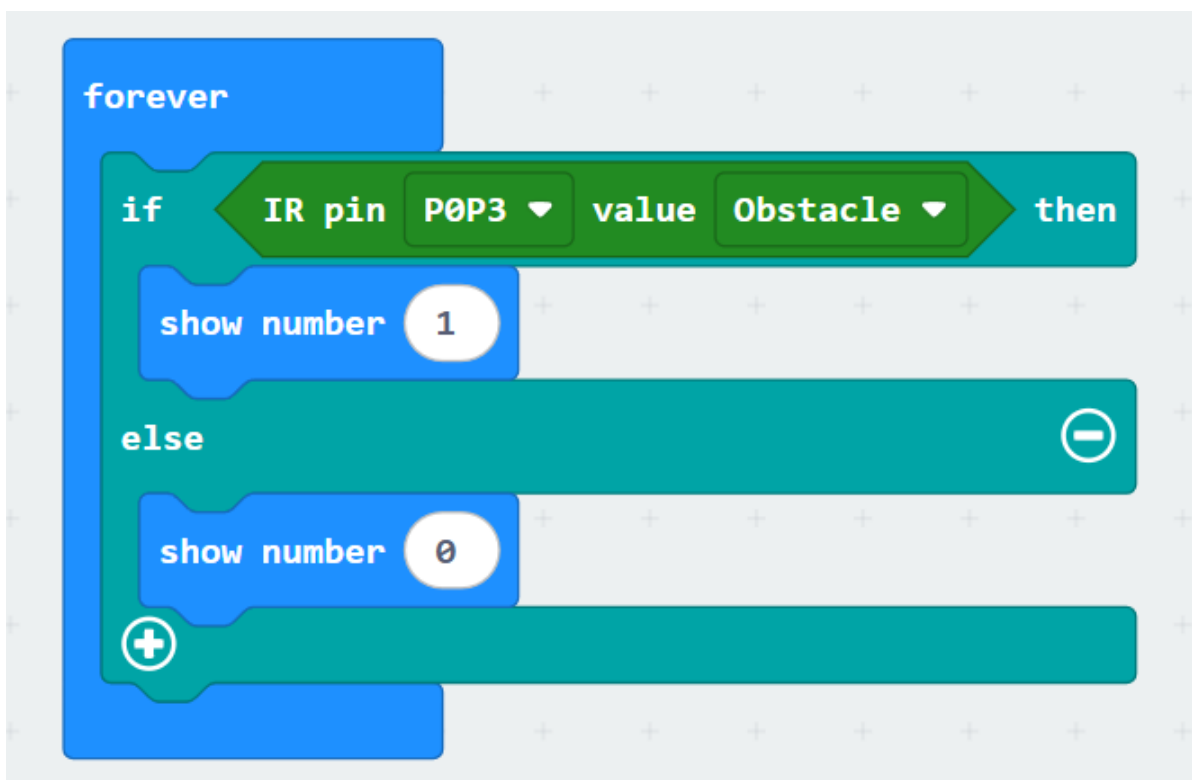 forever
if IR pin P0P3 value Obstacle then
show number 1
else
show number 0